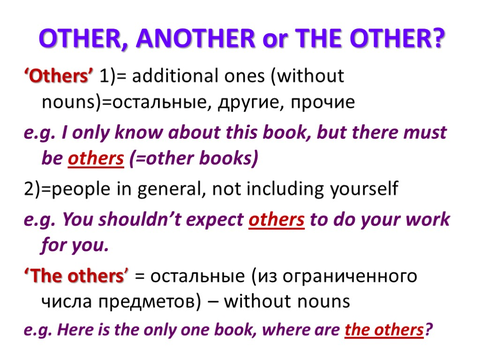 OTHER, ANOTHER or THE OTHER?
‘Others’ 1)= additional ones (without
nouns)=остальные, другие, прочие
e.g. I only know about this book, but there must
be others (=other books)
2)=people in general, not including yourself
e.g. You shouldn’t expect others to do your work
for you.
‘The others’ = остальные (из ограниченного
числа предметов) – without nouns
e.g. Here is the only one book, where are the others?